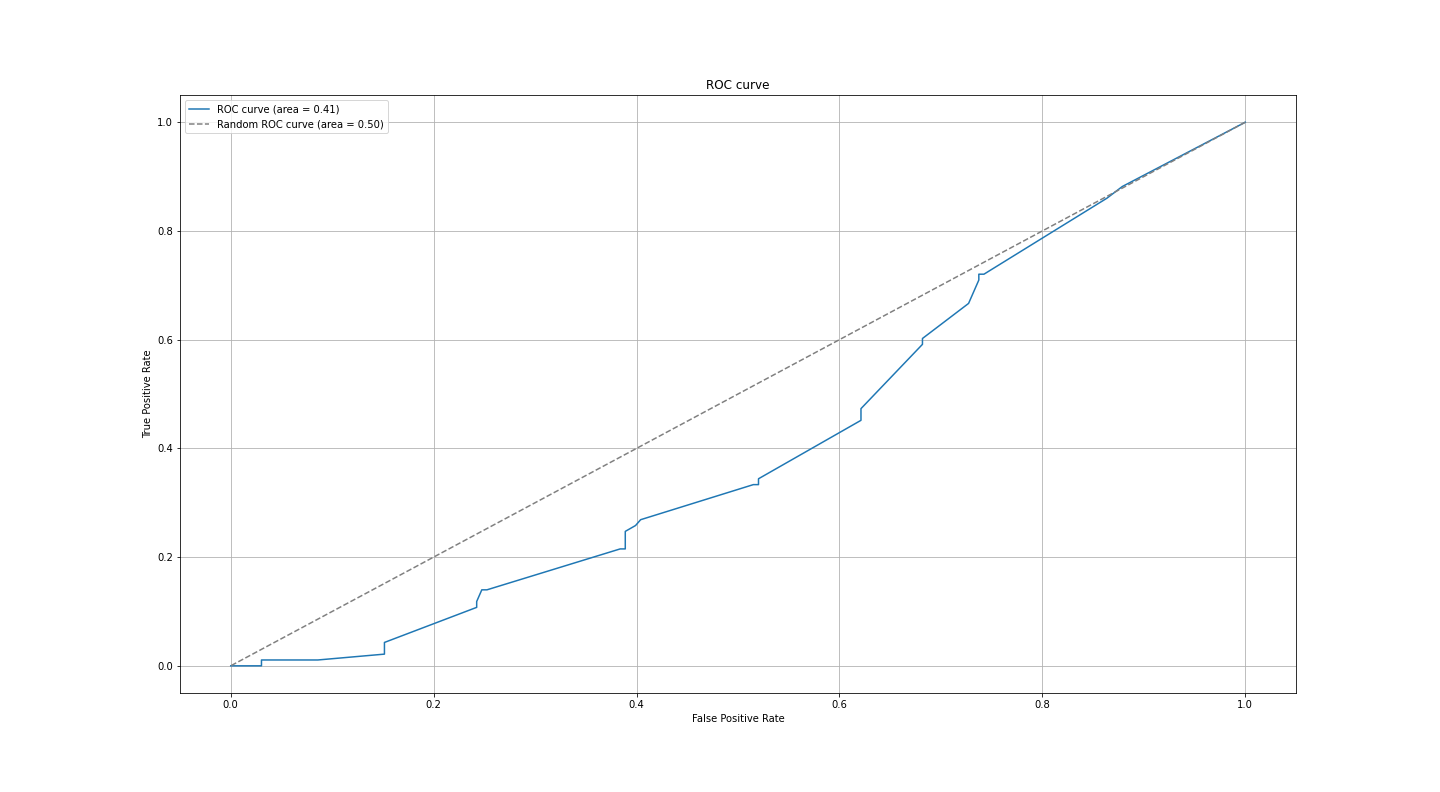 ROC curve
ROC curve (area = 0.41)
Random ROC curve (area = 0.50)
1.0
0.8
0.6
0.4
0.2
0.0
True Positive Rate
0.0 0.2 0.4 0.6 0.8 1.0
False Positive Rate